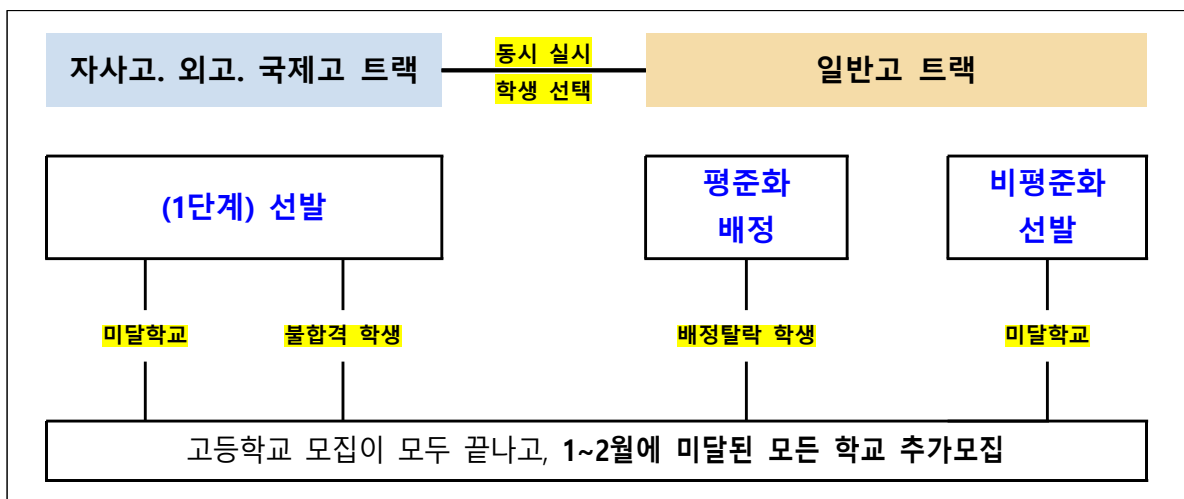 자사고. 외고. 국제고 트랙
동시 실시
학생 선택
일반고 트랙
(1단계) 선발
평준화
배정
비평준화
선발
미달학교
불합격 학생
배정탈락 학생
미달학교
고등학교 모집이 모두 끝나고, 1~2월에 미달된 모든 학교 추가모집